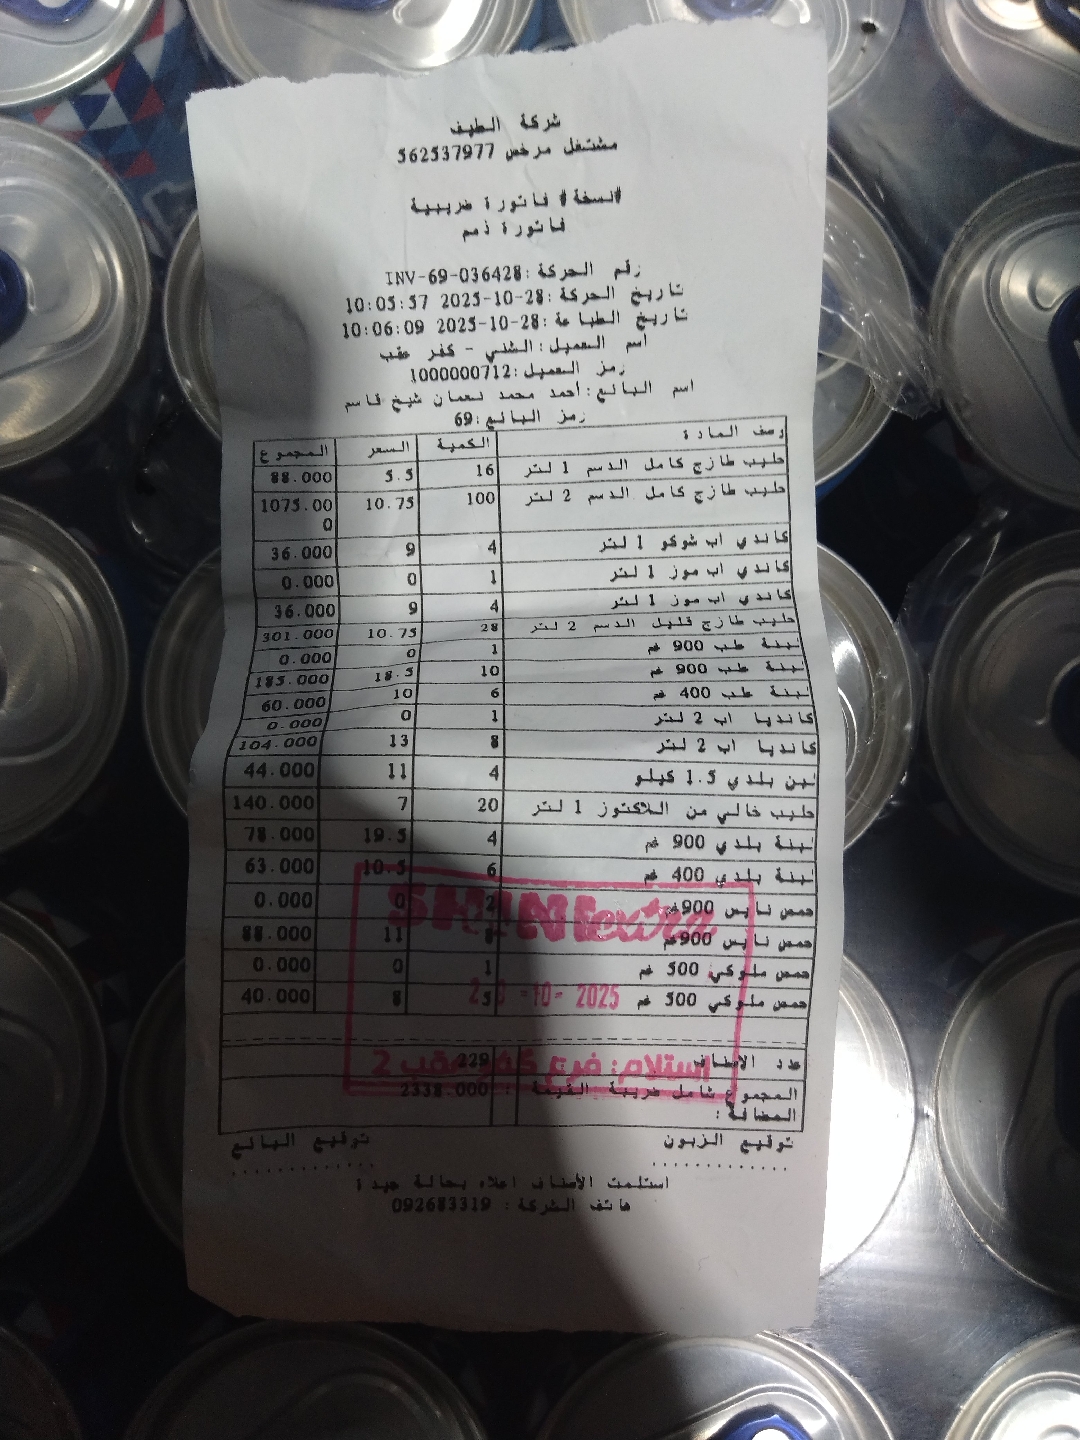 شركة الطيف
مشتغل مرخص 562537977
#نسخة# فاتورة ضريبية
فاتورة ذمم
رقم الحركة :INV-69-036428
تاريخ الحركة :28-10-2025 10:05:57
تاريخ الطباعة :28-10-2025 10:06:09
اسم العميل : الشني - كفر عقب
رمز العميل :1000000712
اسم البائع : أحمد محمد نعمان شيخ قاسم
رمز البائع :69
وصف المادة الكمية السعر المجموع
حليب طازج كامل الدسم 1 لتر 16 5.5 88.000
حليب طازج كامل الدسم 2 لتر 100 10.75 1075.000
كاندي اب شوكو 1 لتر 4 9 36.000
كاندي اب موز 1 لتر 1 0 0.000
كاندي اب موز 1 لتر 4 9 36.000
حليب طازج قليل الدسم 2 لتر 28 10.75 301.000
لبنة طب 900 غم 1 0 0.000
لبنة طب 900 غم 10 18.5 185.000
لبنة طب 400 غم 6 10 60.000
كانديا اب 2 لتر 1 0 0.000
كانديا اب 2 لتر 8 13 104.000
لبن بلدي 1.5 كيلو 4 11 44.000
حليب خالي من اللاكتوز 1 لتر 20 7 140.000
لبنة بلدي 900 غم 4 19.5 78.000
لبنة بلدي 400 غم 6 10.5 63.000
حمص نايس 900غم 2 0 0.000
حمص نايس 900غم 8 11 88.000
حمص ملوكي 500 غم 1 0 0.000
حمص ملوكي 500 غم 5 8 40.000
SHINI extra
28 -10- 2025
استلام: فرع كفر عقب 2
عدد الأصناف 229
المجموع شامل ضريبة القيمة المضافة : 2338.000
توقيع الزبون توقيع البائع
استلمت الأصناف اعلاه بحالة جيدة
هاتف الشركة : 092683319